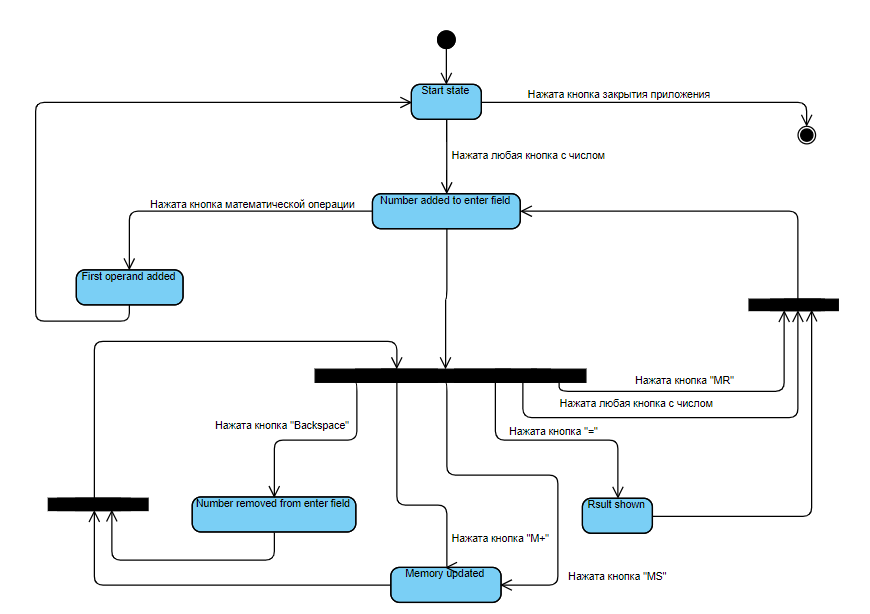 Start state
Нажата кнопка закрытия приложения
Нажата любая кнопка с числом
Number added to enter field
Нажата кнопка математической операции
First operand added
Нажата кнопка "MR"
Нажата любая кнопка с числом
Нажата кнопка "Backspace"
Нажата кнопка "="
Number removed from enter field
Rsult shown
Нажата кнопка "M+"
Memory updated
Нажата кнопка "MS"